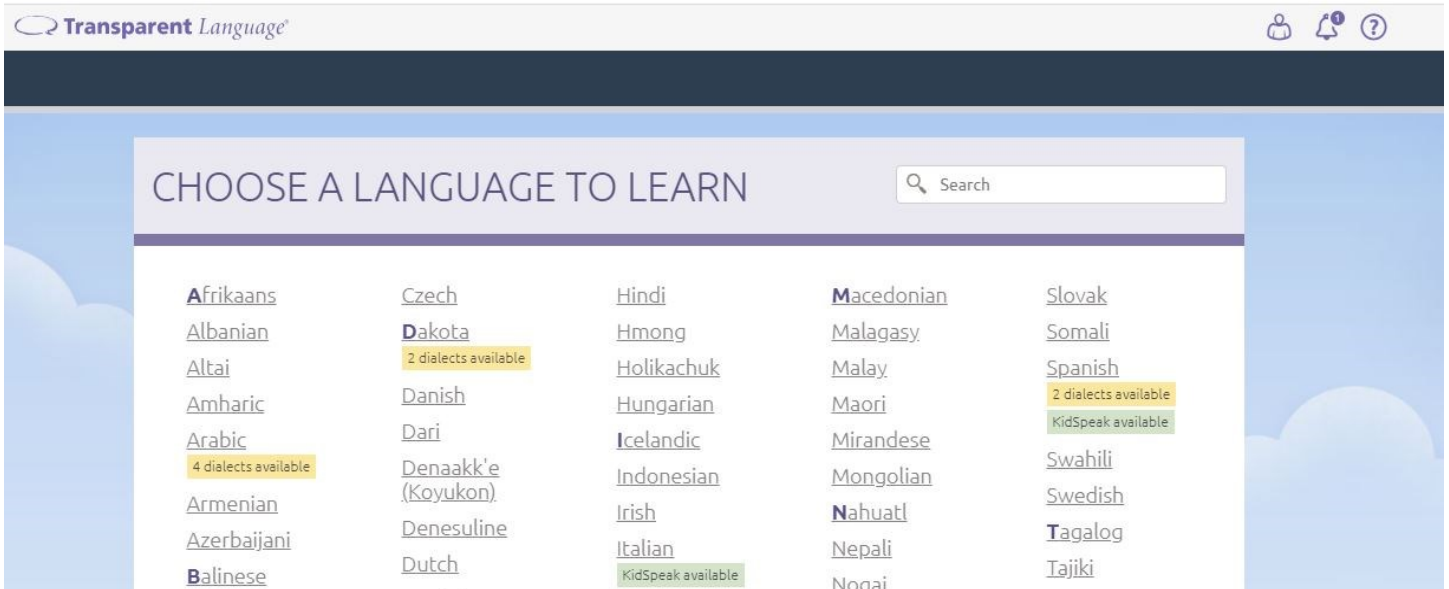 Transparent Language®
1
?
CHOOSE A LANGUAGE TO LEARN
Search
Afrikaans
Albanian
Altai
Amharic
Arabic
4 dialects available
Armenian
Azerbaijani
Balinese
Czech
Dakota
2 dialects available
Danish
Dari
Denaakk'e
(Koyukon)
Denesuline
Dutch
Hindi
Hmong
Holikachuk
Hungarian
Icelandic
Indonesian
Irish
Italian
KidSpeak available
Macedonian
Malagasy
Malay
Maori
Mirandese
Mongolian
Nahuatl
Nepali
Nogai
Slovak
Somali
Spanish
2 dialects available
KidSpeak available
Swahili
Swedish
Tagalog
Tajiki